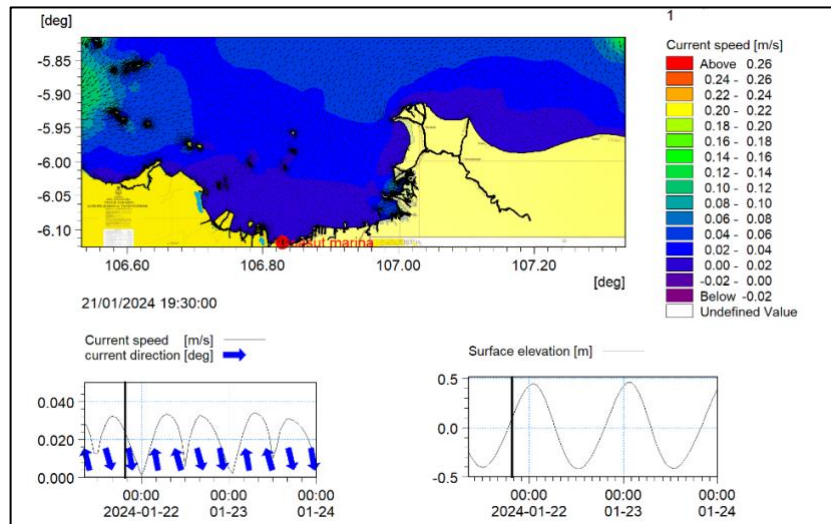 [deg]
1
-5.85
-5.90
-5.95
-6.00
-6.05
-6.10
106.60
106.80
107.00
107.20
[deg]
pasut marina
Current speed [m/s]
Above 0.26
0.24 - 0.26
0.22 - 0.24
0.20 - 0.22
0.18 - 0.20
0.16 - 0.18
0.14 - 0.16
0.12 - 0.14
0.10 - 0.12
0.08 - 0.10
0.06 - 0.08
0.04 - 0.06
0.02 - 0.04
0.00 - 0.02
-0.02 - 0.00
Below -0.02
Undefined Value
21/01/2024 19:30:00
Current speed [m/s]
current direction [deg]
0.040
0.020
0.000
00:00
2024-01-22
00:00
01-23
00:00
01-24
Surface elevation [m]
0.5
0.0
-0.5
00:00
2024-01-22
00:00
01-23
00:00
01-24